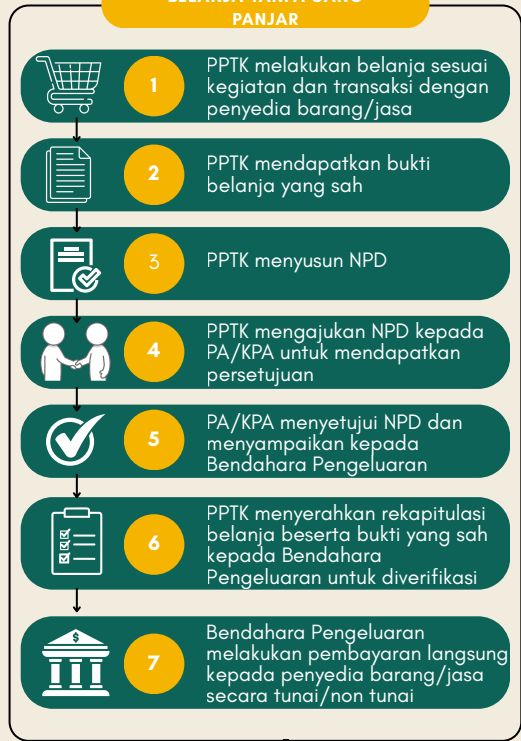 BELANJA TANPA UANG
PANJAR
1
PPTK melakukan belanja sesuai
kegiatan dan transaksi dengan
penyedia barang/jasa
2
PPTK mendapatkan bukti
belanja yang sah
3
PPTK menyusun NPD
4
PPTK mengajukan NPD kepada
PA/KPA untuk mendapatkan
persetujuan
5
PA/KPA menyetujui NPD dan
menyampaikan kepada
Bendahara Pengeluaran
6
PPTK menyerahkan rekapitulasi
belanja beserta bukti yang sah
kepada Bendahara
Pengeluaran untuk diverifikasi
$
7
Bendahara Pengeluaran
melakukan pembayaran langsung
kepada penyedia barang/jasa
secara tunai/non tunai